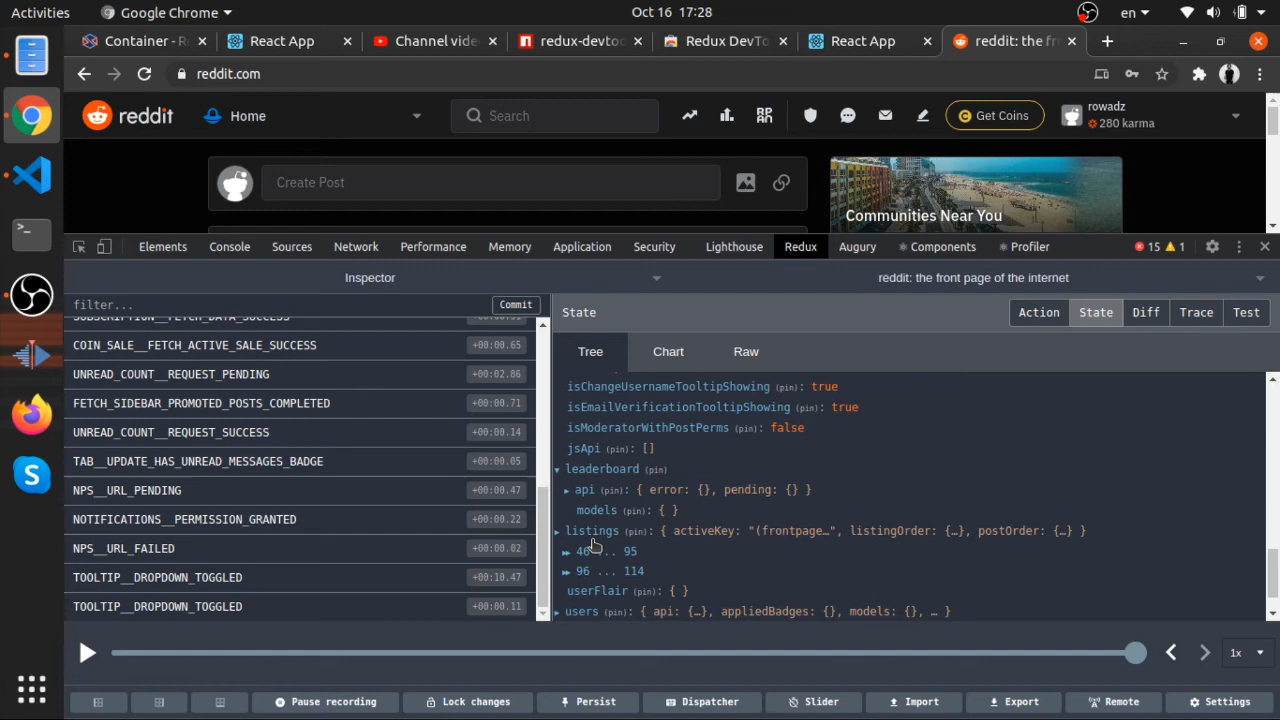 Activities
Google Chrome
Oct 16 17:28
en
Container - R
React App
Channel vide
redux-devtoo
Redux DevTo
React App
reddit: the fr
reddit.com
reddit
Home
Search
Get Coins
rowadz
280 karma
Create Post
Communities Near You
Elements
Console
Sources
Network
Performance
Memory
Application
Security
Lighthouse
Redux
Augury
Components
Profiler
15
1
Inspector
reddit: the front page of the internet
filter...
Commit
State
Action
State
Diff
Trace
Test
Tree
Chart
Raw
COIN_SALE__FETCH_ACTIVE_SALE_SUCCESS +00:00.65
UNREAD_COUNT__REQUEST_PENDING +00:02.86
FETCH_SIDEBAR_PROMOTED_POSTS_COMPLETED +00:00.71
UNREAD_COUNT__REQUEST_SUCCESS +00:00.14
TAB__UPDATE_HAS_UNREAD_MESSAGES_BADGE +00:00.05
NPS__URL_PENDING +00:00.47
NOTIFICATIONS__PERMISSION_GRANTED +00:00.22
NPS__URL_FAILED +00:00.02
TOOLTIP__DROPDOWN_TOGGLED +00:10.47
TOOLTIP__DROPDOWN_TOGGLED +00:00.11
isChangeUsernameTooltipShowing (pin): true
isEmailVerificationTooltipShowing (pin): true
isModeratorWithPostPerms (pin): false
jsApi (pin): []
leaderboard (pin)
api (pin): { error: {}, pending: {} }
models (pin): { }
listings (pin): { activeKey: "(frontpage…", listingOrder: {…}, postOrder: {…} }
46 ... 95
96 ... 114
userFlair (pin): { }
users (pin): { api: {…}, appliedBadges: {}, models: {}, … }
1x
Pause recording
Lock changes
Persist
Dispatcher
Slider
Import
Export
Remote
Settings